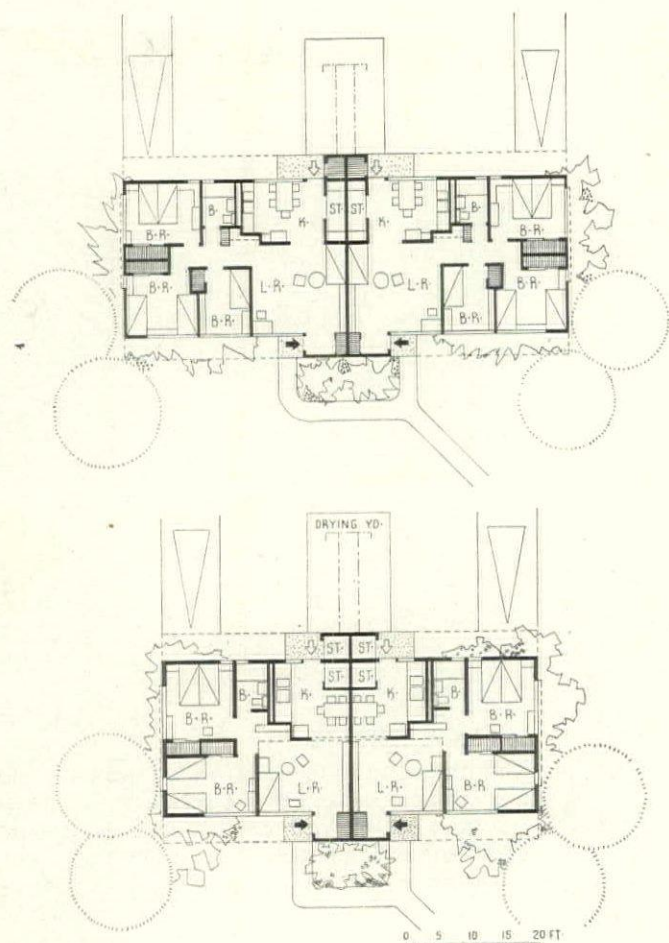 B. ST. ST. B.
K. K.
B·R· B·R·
B·R· L·R· L·R· B·R·
B·R· B·R·
DRYING YD·
ST· ST·
ST· ST·
B· K· K· B·
B·R· B·R·
B·R· L·R· L·R· B·R
0 5 10 15 20 FT·